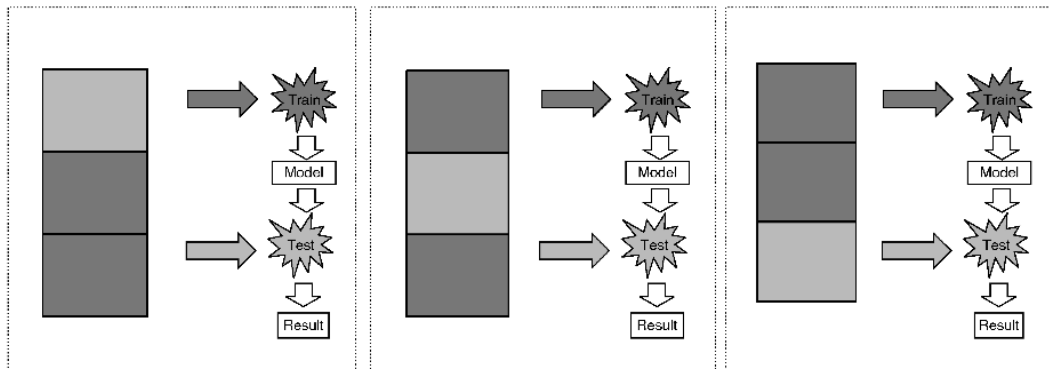 Train
Model
Test
Result
Train
Model
Test
Result
Train
Model
Test
Result